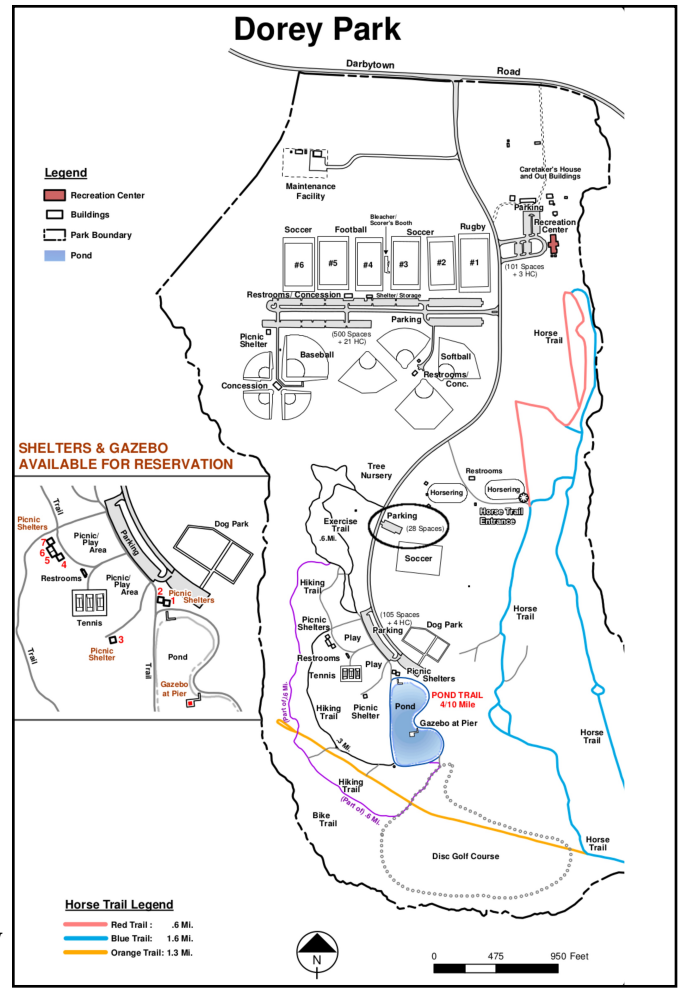 Dorey Park
Darbytown
Road
Legend
Recreation Center
Buildings
Park Boundary
Pond
Maintenance
Facility
Caretaker's House
and Out Buildings
Parking
Recreation
Center
(101 Spaces
+ 3 HC)
Bleacher/
Scorer's Booth
Soccer
Football
Soccer
Rugby
#6
#5
#4
#3
#2
#1
Restrooms/ Concession
Shelter/ Storage
Parking
(500 Spaces
+ 21 HC)
Picnic
Shelter
Baseball
Softball
Concession
Restrooms/
Conc.
Horse
Trail
SHELTERS & GAZEBO
AVAILABLE FOR RESERVATION
Trail
Picnic
Shelters
7
6
5
4
Picnic/
Play
Area
Parking
Dog Park
Restrooms
Picnic/
Play
Area
2
1
Picnic
Shelters
Tennis
3
Picnic
Shelter
Trail
Trail
Pond
Gazebo
at Pier
Tree
Nursery
Restrooms
Horsering
Horsering
Horse Trail
Entrance
Parking
(28 Spaces)
Exercise
Trail
.6 Mi.
Soccer
Hiking
Trail
(105 Spaces
+ 4 HC)
Parking
Dog Park
Horse
Trail
Picnic
Shelters
Play
Restrooms
Play
Tennis
Picnic
Shelters
Picnic
Shelter
Pond
POND TRAIL
4/10 Mile
Gazebo at Pier
(Part of) .6 Mi.
Hiking
Trail
.3 Mi.
Horse
Trail
Hiking
Trail
(Part of) .6 Mi.
Bike
Trail
Horse
Trail
Disc Golf Course
Horse Trail Legend
Red Trail : .6 Mi.
Blue Trail: 1.6 Mi.
Orange Trail: 1.3 Mi.
N
0 475 950 Feet